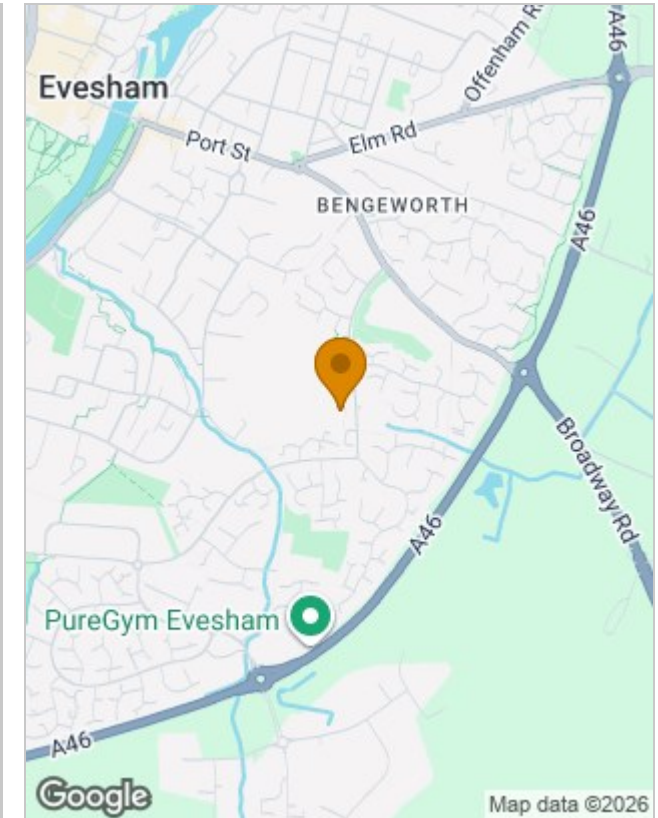 Evesham
Port St
Elm Rd
Offenham R
A46
BENGEWORTH
A46
Broadway Rd
A46
PureGym Evesham
A46
Google
Map data ©2026